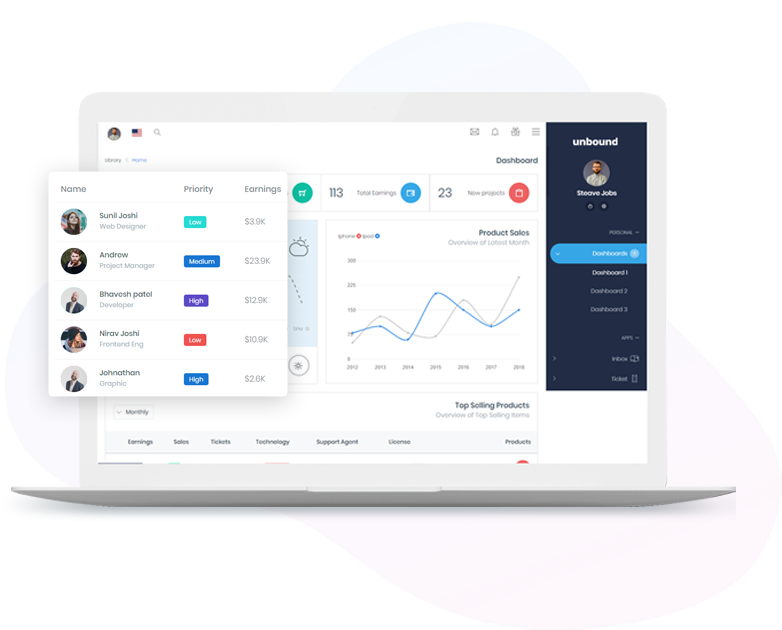 unbound
Library < Home
Dashboard
Name Priority Earnings
113 Total Earnings
23 New projects
Steave Jobs
Sunil Joshi
Web Designer
Low
$3.9K
Andrew
Project Manager
Medium
$23.9K
Bhavesh patel
Developer
High
$12.9K
Nirav Joshi
Frontend Eng
Low
$10.9K
Johnathan
Graphic
High
$2.6K
Iphone Ipad
Product Sales
Overview of Latest Month
300
225
150
75
0
2012 2013 2014 2015 2016 2017 2018
PERSONAL
Dashboards
Dashboard 1
Dashboard 2
Dashboard 3
APPS
Inbox
Ticket
Monthly
Top Selling Products
Overview of Top Selling Items
Earnings Sales Tickets Technology Support Agent License Products